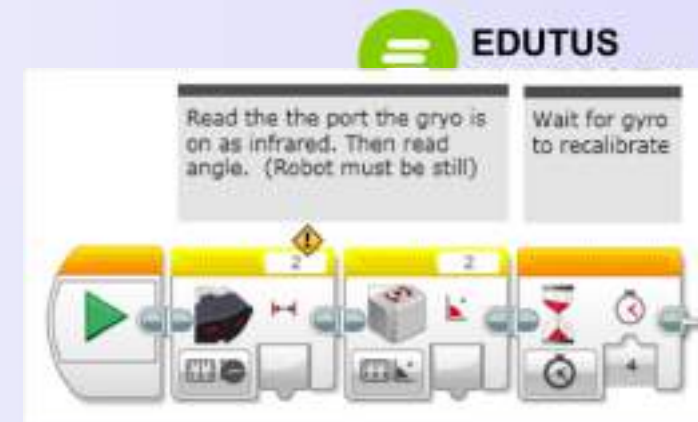 EDUTUS
Read the the port the gryo is
on as infrared. Then read
angle. (Robot must be still)
Wait for gyro
to recalibrate
2
2
4